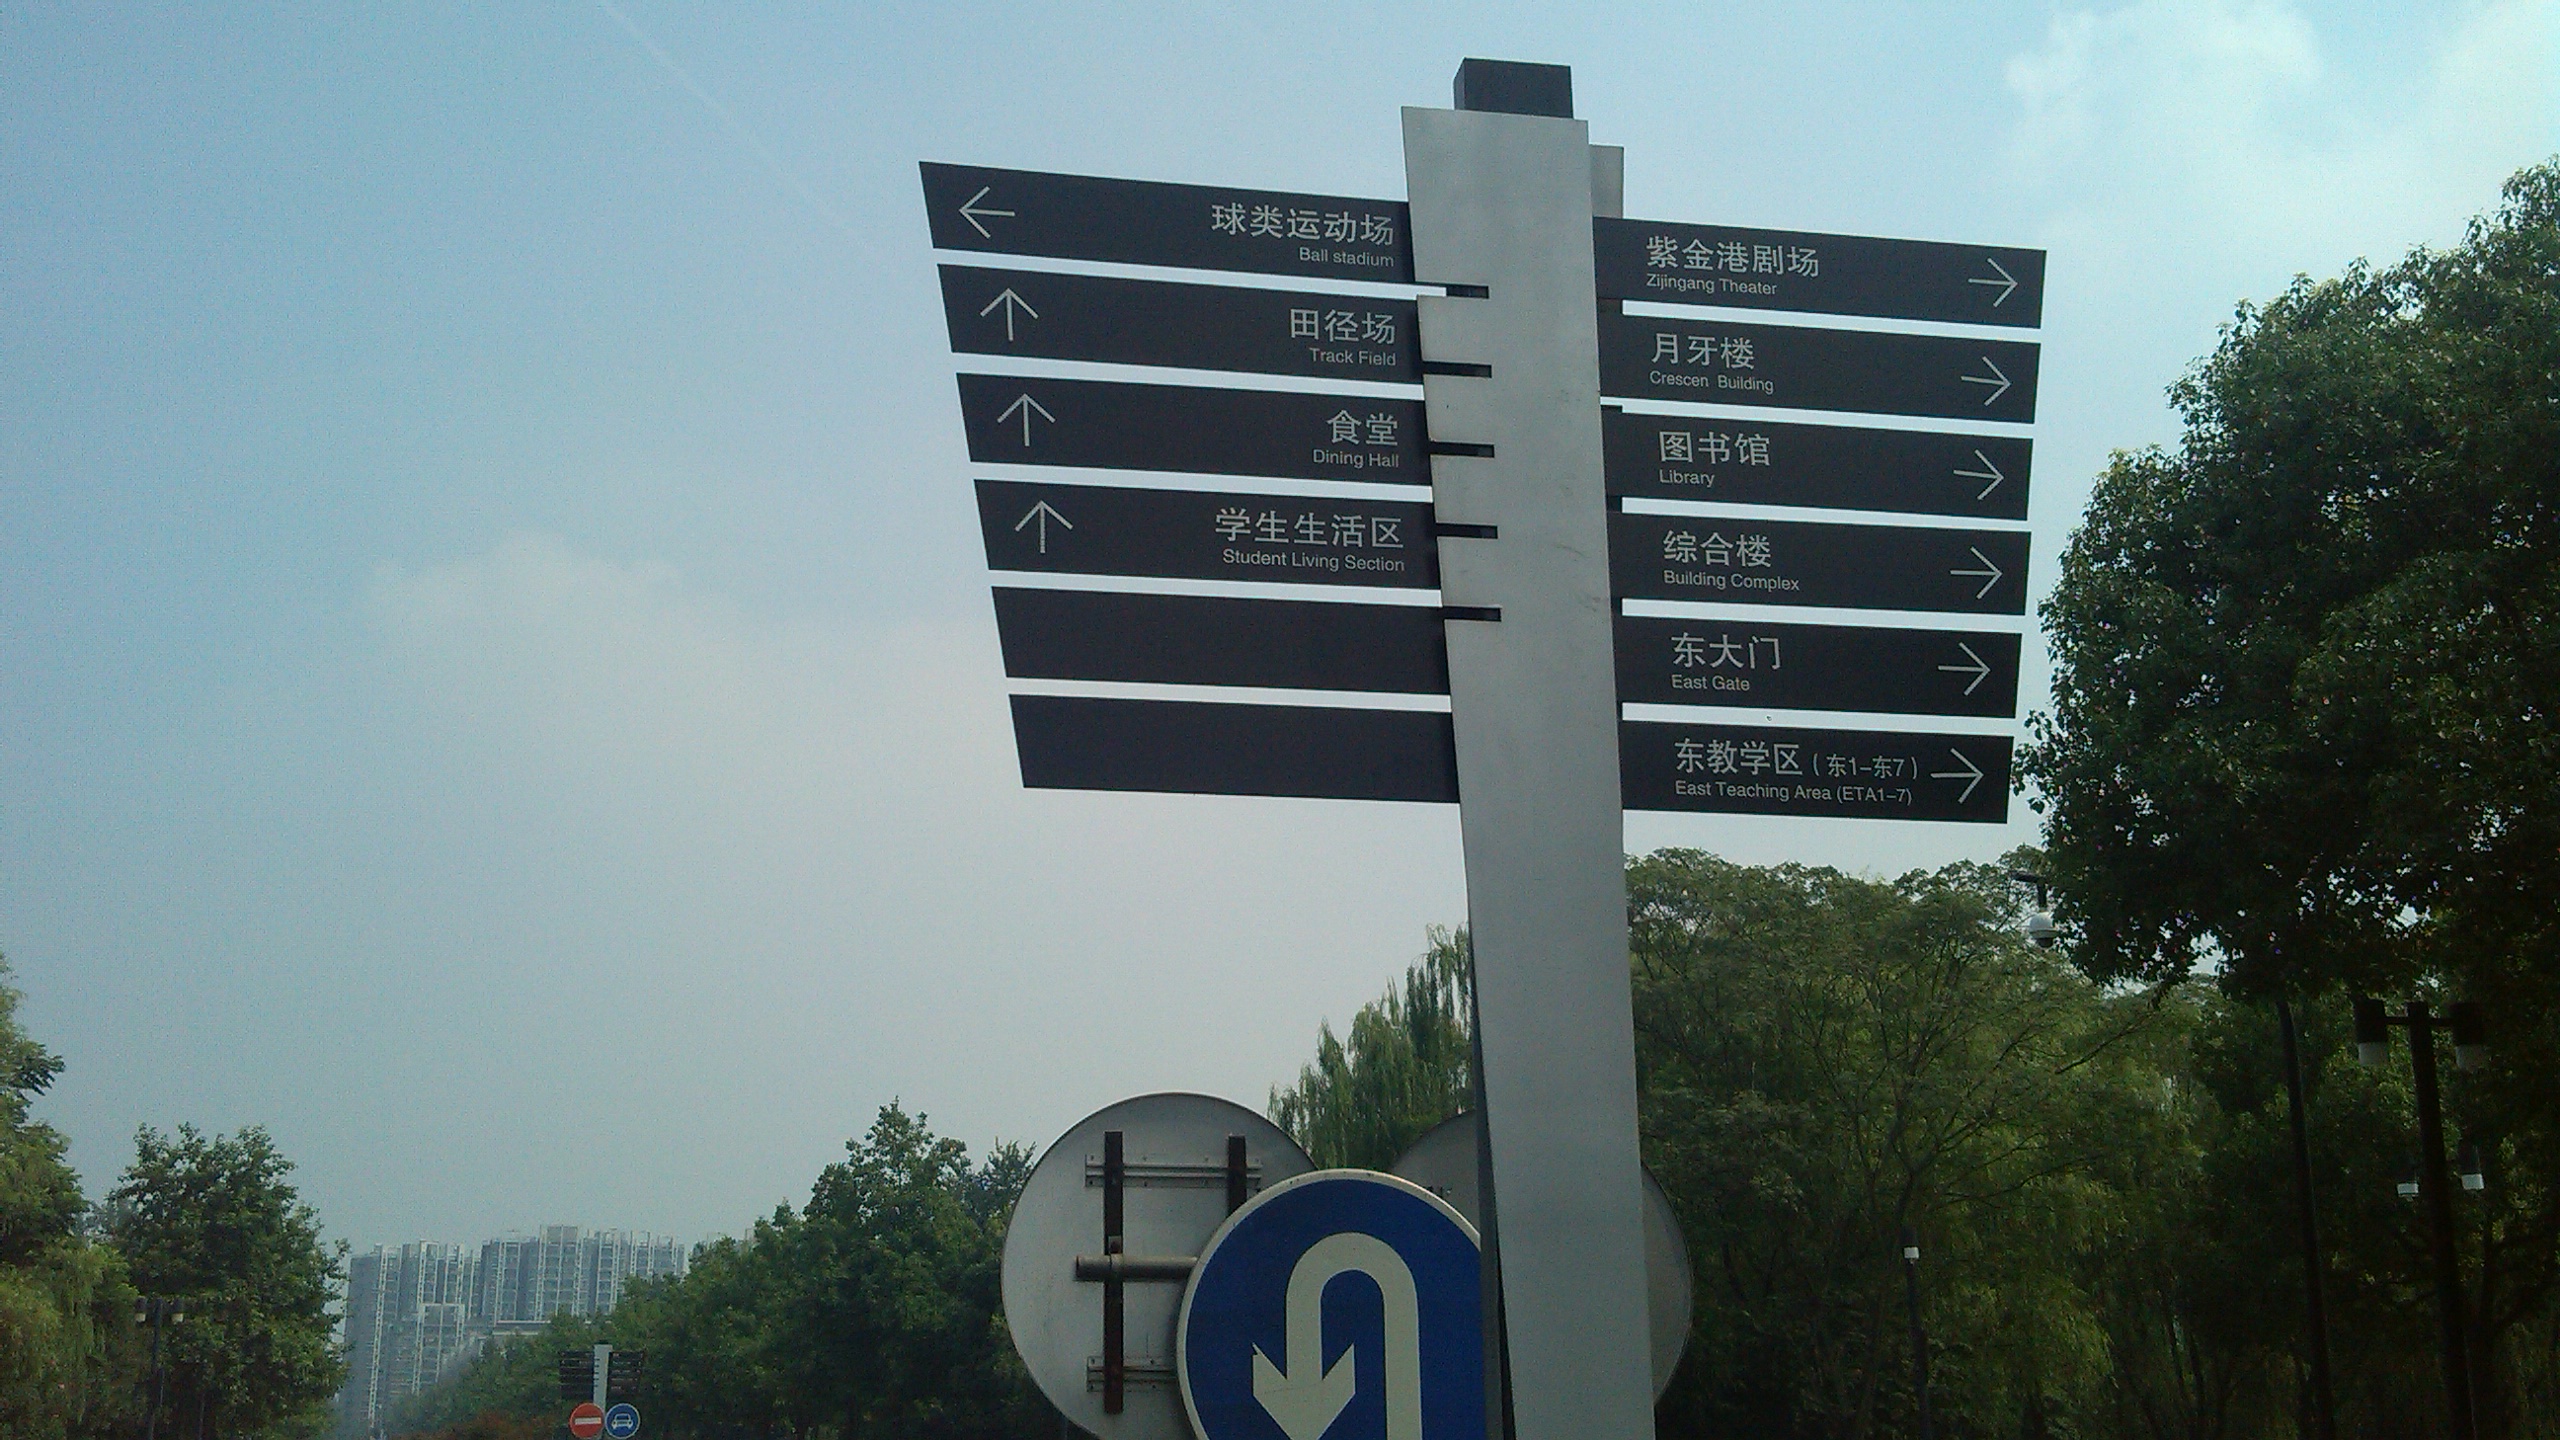 球类运动场
Ball stadium
田径场
Track Field
食堂
Dining Hall
学生生活区
Student Living Section
紫金港剧场
Zijingang Theater
月牙楼
Crescen Building
图书馆
Library
综合楼
Building Complex
东大门
East Gate
东教学区（东1-东7）
East Teaching Area (ETA1-7)